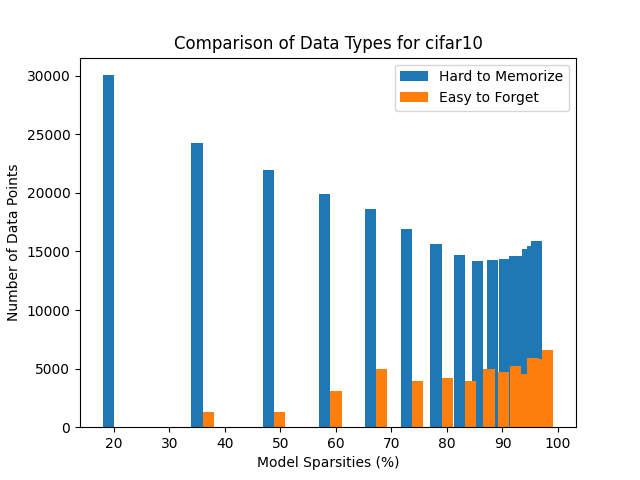 Comparison of Data Types for cifar10
Hard to Memorize
Easy to Forget
Number of Data Points
30000
25000
20000
15000
10000
5000
0
20 30 40 50 60 70 80 90 100
Model Sparsities (%)